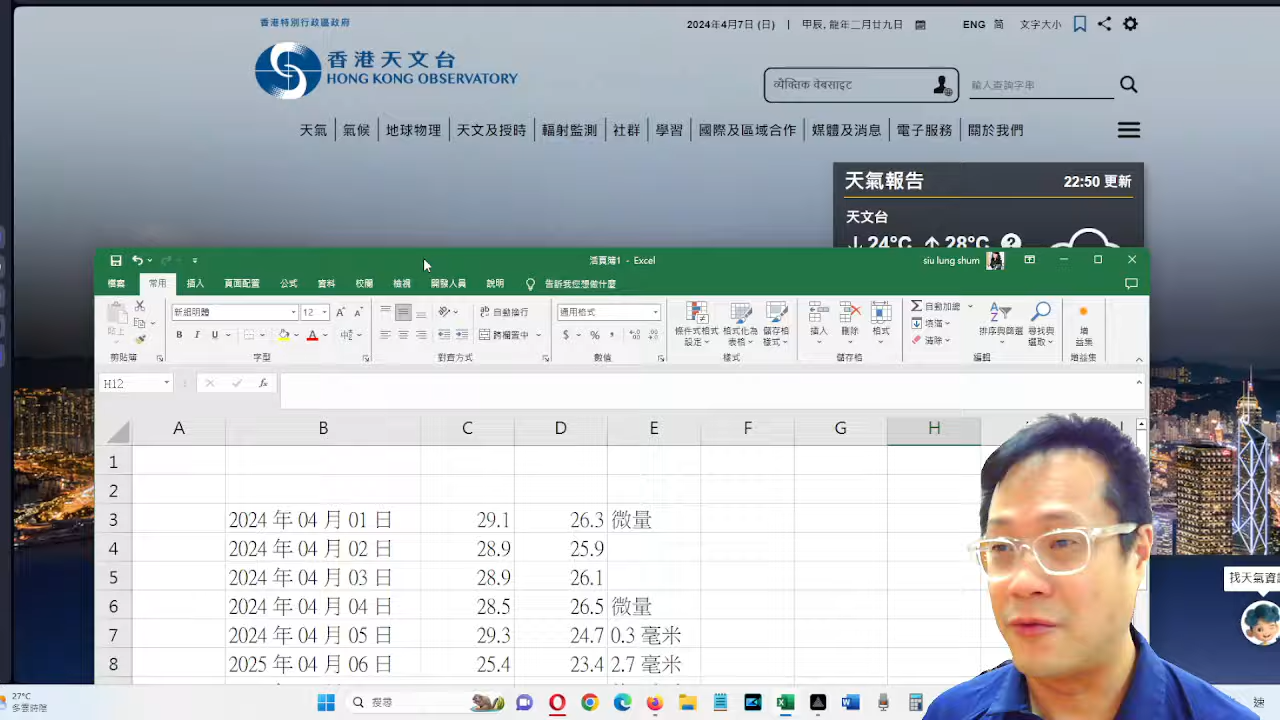 香港特別行政區政府
2024年4月7日 (日) | 甲辰, 龍年二月廿九日 ENG 简 文字大小
香港天文台
HONG KONG OBSERVATORY
व्येक्तिक वेबसाइट
輸入查詢字串
天氣 氣候 地球物理 天文及授時 輻射監測 社群 學習 國際及區域合作 媒體及消息 電子服務 關於我們
天氣報告 22:50 更新
天文台
↓ 24°C ↑ 28°C
活頁簿1 - Excel siu lung shum
檔案 常用 插入 頁面配置 公式 資料 校閱 檢視 開發人員 說明 告訴我您想做什麼
貼上 新細明體 12 自動換行 通用格式 條件式格式設定 格式化為表格 儲存格樣式 插入 刪除 格式 自動加總 填滿 清除 排序與篩選 尋找與選取 增益集
B I U 跨欄置中 $ % ,
剪貼簿 字型 對齊方式 數值 樣式 儲存格 編輯 增益集
H12 fx
A B C D E F G H
1
2
3 2024 年 04 月 01 日 29.1 26.3 微量
4 2024 年 04 月 02 日 28.9 25.9
5 2024 年 04 月 03 日 28.9 26.1
6 2024 年 04 月 04 日 28.5 26.5 微量
7 2024 年 04 月 05 日 29.3 24.7 0.3 毫米
8 2025 年 04 月 06 日 25.4 23.4 2.7 毫米
找天氣資
27°C
多雲時晴
搜尋